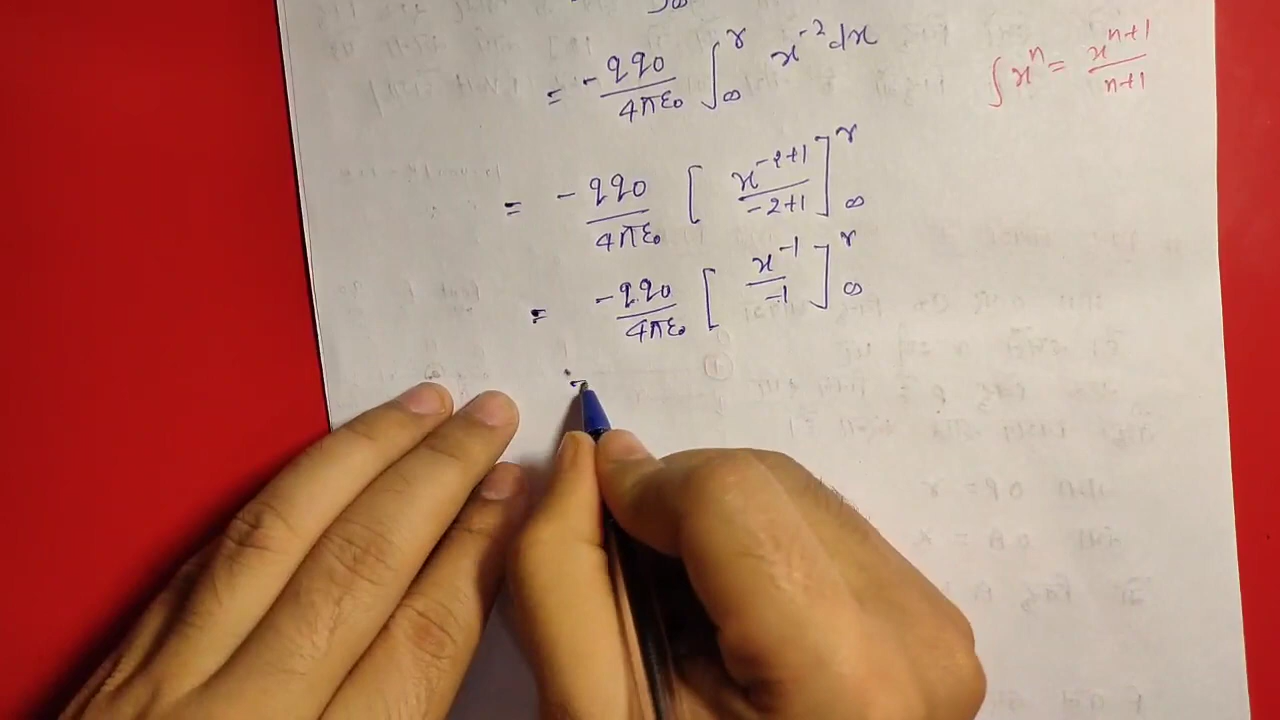 = -qq₀/4πε₀ ∫_∞^r x⁻² dx
∫xⁿ = xⁿ⁺¹/n+1
= -qq₀/4πε₀ [x⁻²⁺¹/-2+1]_∞^r
= -qq₀/4πε₀ [x⁻¹/-1]_∞^r